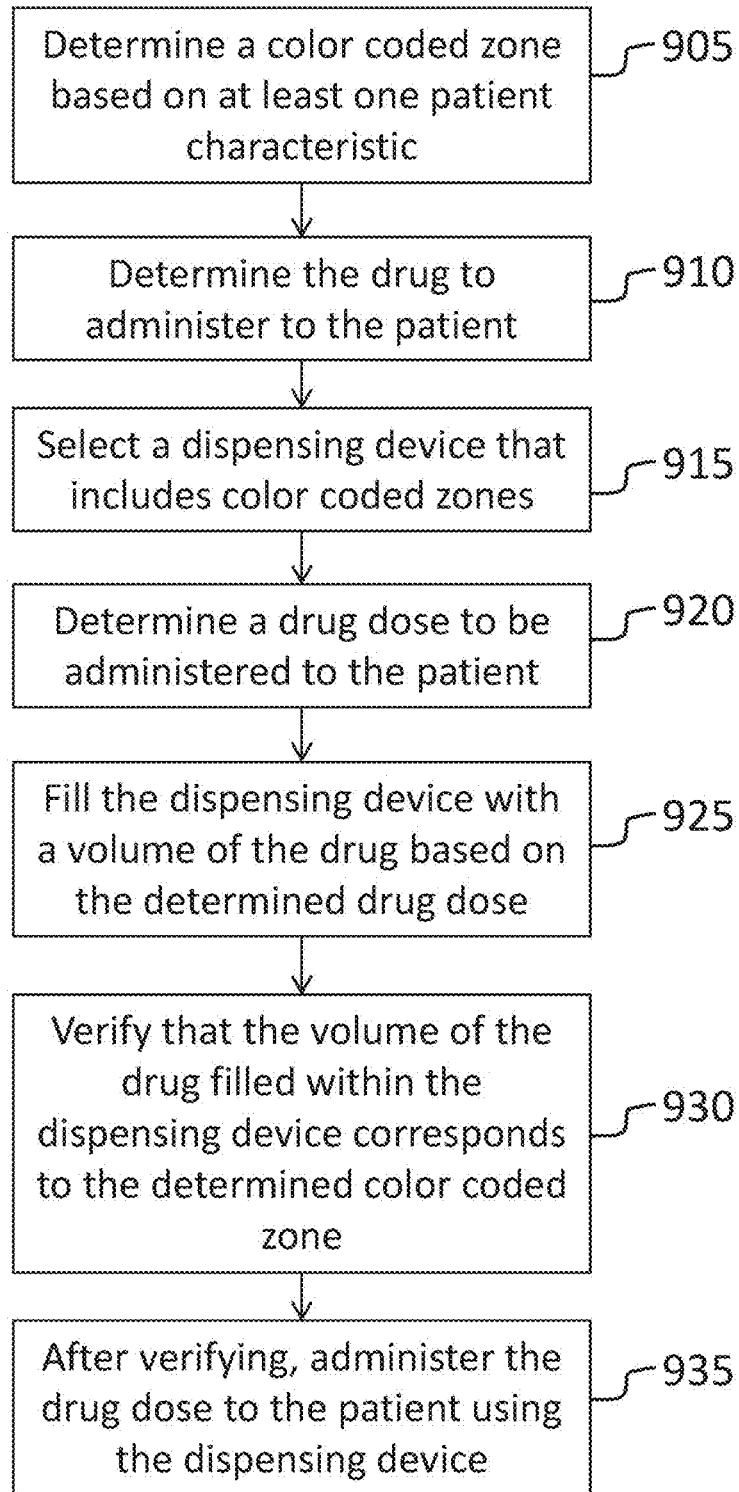 Determine a color coded zone
based on at least one patient
characteristic
905
Determine the drug to
administer to the patient
910
Select a dispensing device that
includes color coded zones
915
Determine a drug dose to be
administered to the patient
920
Fill the dispensing device with
a volume of the drug based on
the determined drug dose
925
Verify that the volume of the
drug filled within the
dispensing device corresponds
to the determined color coded
zone
930
After verifying, administer the
drug dose to the patient using
the dispensing device
935